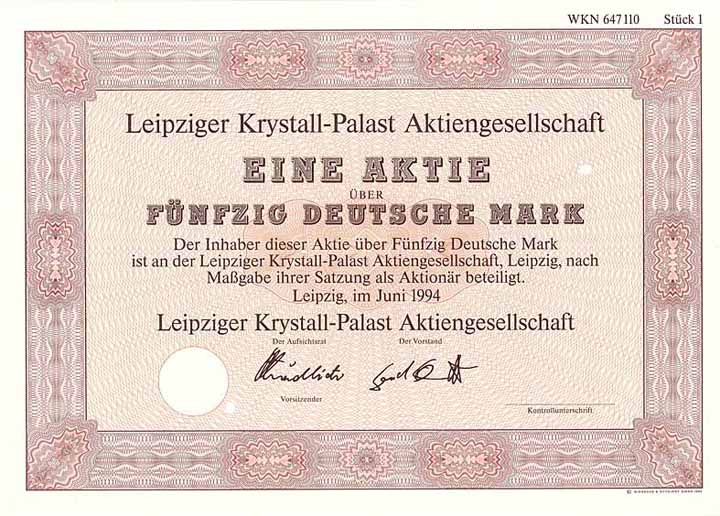 WKN 647110 Stück 1
Leipziger Krystall-Palast Aktiengesellschaft
EINE AKTIE
ÜBER
FÜNFZIG DEUTSCHE MARK
Der Inhaber dieser Aktie über Fünfzig Deutsche Mark
ist an der Leipziger Krystall-Palast Aktiengesellschaft, Leipzig, nach
Maßgabe ihrer Satzung als Aktionär beteiligt.
Leipzig, im Juni 1994
Leipziger Krystall-Palast Aktiengesellschaft
Der Aufsichtsrat Der Vorstand
Vorsitzender
Kontrollunterschrift